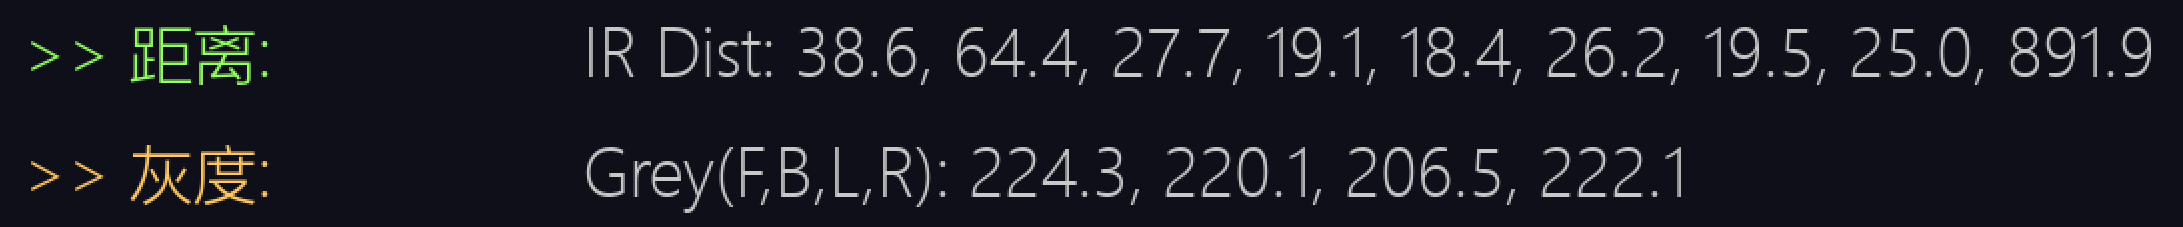 >> 距离: IR Dist: 38.6, 64.4, 27.7, 19.1, 18.4, 26.2, 19.5, 25.0, 891.9
>> 灰度: Grey(F,B,L,R): 224.3, 220.1, 206.5, 222.1